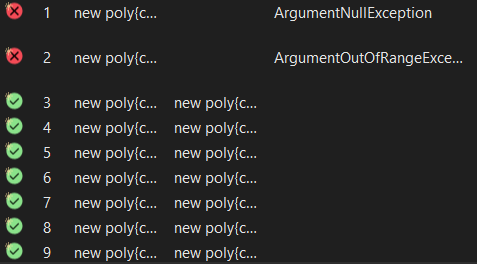 1 new poly{c... ArgumentNullException
2 new poly{c... ArgumentOutOfRangeExce...
3 new poly{c... new poly{c...
4 new poly{c... new poly{c...
5 new poly{c... new poly{c...
6 new poly{c... new poly{c...
7 new poly{c... new poly{c...
8 new poly{c... new poly{c...
9 new poly{c... new poly{c...